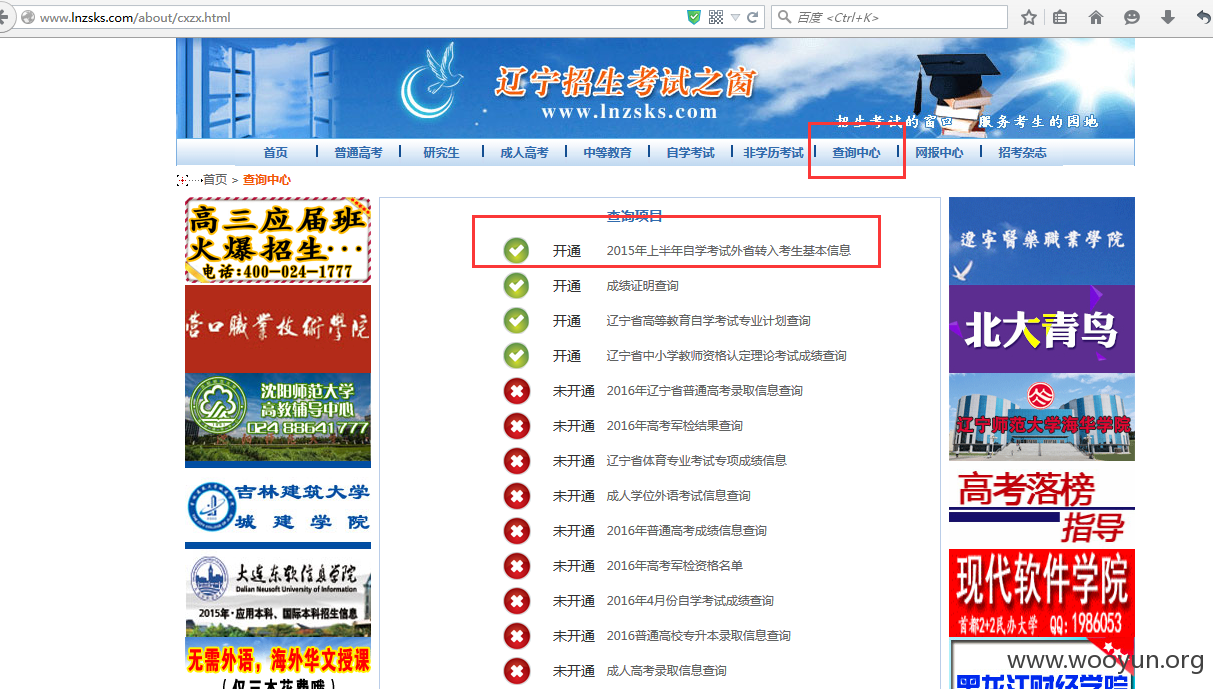 www.lnzsks.com/about/cxzx.html
百度 <Ctrl+K>
辽宁招生考试之窗
www.lnzsks.com
招生考试的窗口 服务考生的园地
首页 普通高考 研究生 成人高考 中等教育 自学考试 非学历考试 查询中心 网报中心 招考杂志
首页 > 查询中心
高三应届班
火爆招生···
电话:400-024-1777
营口职业技術學院
沈阳师范大学
高教辅导中心
024 88641777
吉林建筑大学
城建学院
大连东软信息学院
Dalian Neusoft University of Information
2015年·应用本科、国际本科招生信息
无需外语，海外华文授课
查询项目
开通 2015年上半年自学考试外省转入考生基本信息
开通 成绩证明查询
开通 辽宁省高等教育自学考试专业计划查询
开通 辽宁省中小学教师资格认定理论考试成绩查询
未开通 2016年辽宁省普通高考录取信息查询
未开通 2016年高考军检结果查询
未开通 辽宁省体育专业考试专项成绩信息
未开通 成人学位外语考试信息查询
未开通 2016年普通高考成绩信息查询
未开通 2016年高考军检资格名单
未开通 2016年4月份自学考试成绩查询
未开通 2016普通高校专升本录取信息查询
未开通 成人高考录取信息查询
遼寧醫藥職業學院
北大青鸟
辽宁师范大学海华学院
高考落榜
指导
现代软件学院
首都2+2民办大学 QQ:1986053
黑龙江财经学院
www.wooyun.org